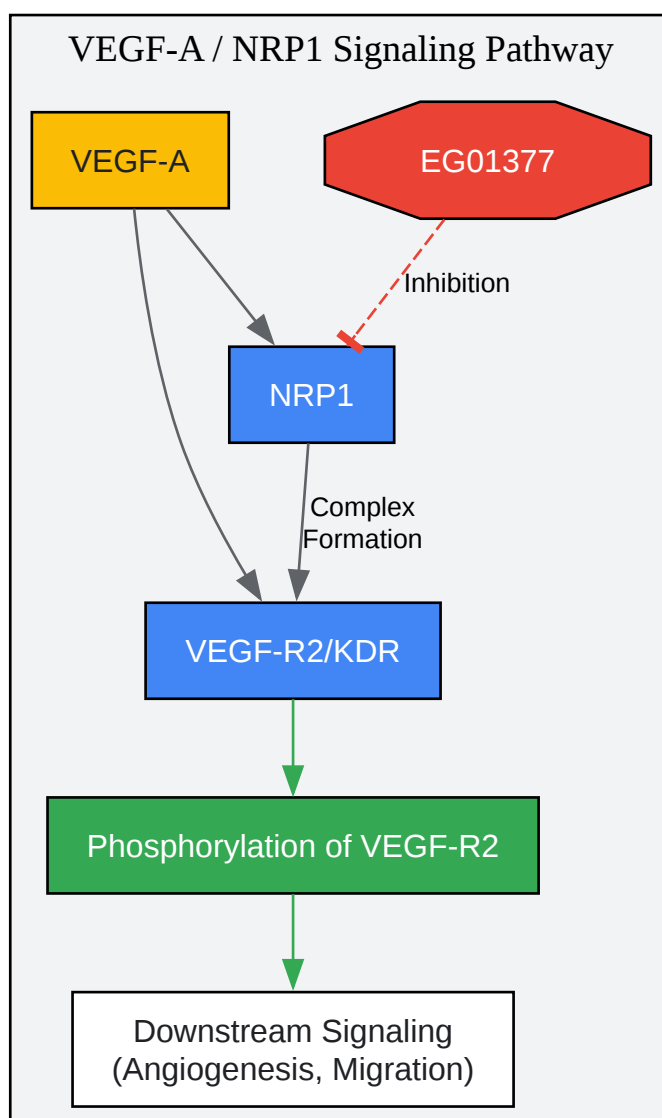 VEGF-A / NRP1 Signaling Pathway
VEGF-A
EG01377
Inhibition
NRP1
Complex
Formation
VEGF-R2/KDR
Phosphorylation of VEGF-R2
Downstream Signaling
(Angiogenesis, Migration)